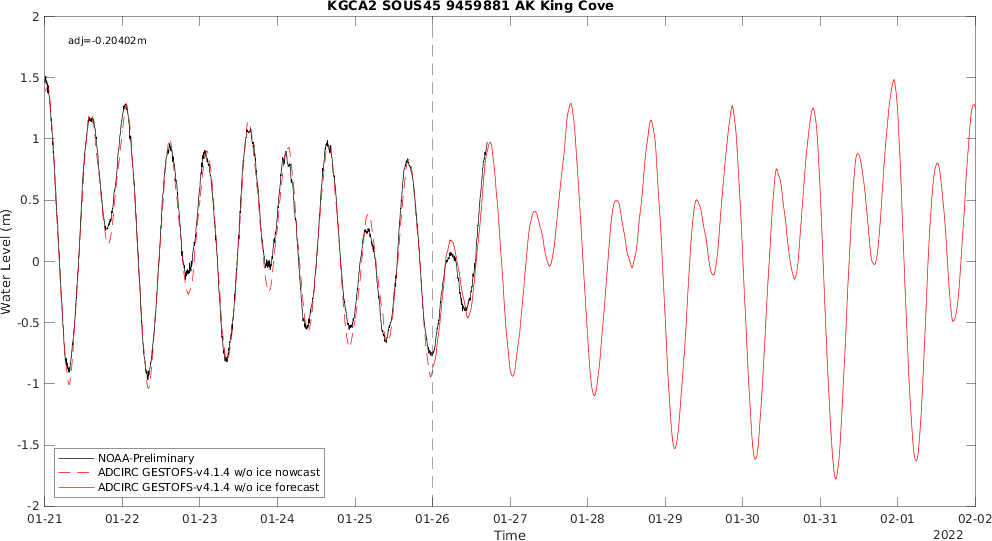 KGCA2 SOUS45 9459881 AK King Cove
adj=-0.20402m
2
1.5
1
0.5
0
-0.5
-1
-1.5
-2
Water Level (m)
NOAA-Preliminary
ADCIRC GESTOFS-v4.1.4 w/o ice nowcast
ADCIRC GESTOFS-v4.1.4 w/o ice forecast
01-21 01-22 01-23 01-24 01-25 01-26 01-27 01-28 01-29 01-30 01-31 02-01 02-02
Time
2022